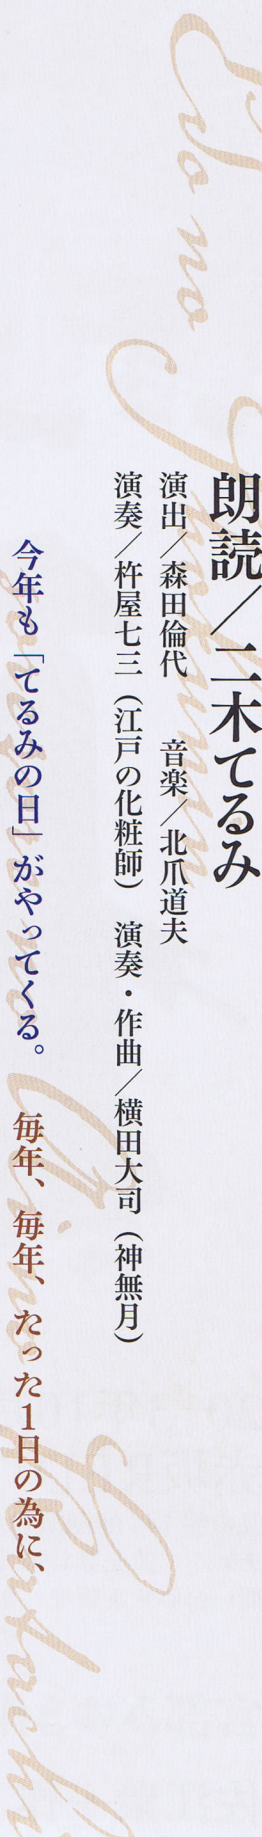 朗読／二木てるみ
演出／森田倫代　音楽／北爪道夫
演奏／杵屋七三（江戸の化粧師）　演奏・作曲／横田大司（神無月）
今年も「てるみの日」がやってくる。　毎年、毎年、たった1日の為に、
Edo no